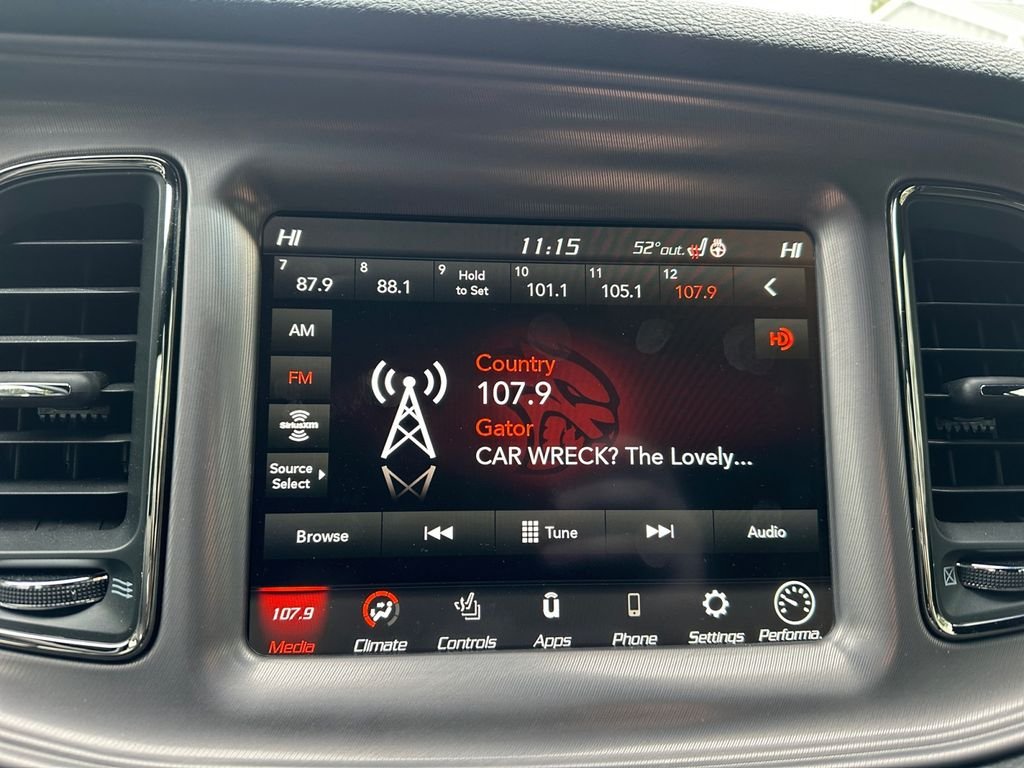 HI 11:15 52° out. HI
7 87.9
8 88.1
9 Hold to Set
10 101.1
11 105.1
12 107.9
AM
HD
FM
Country
107.9
Gator
CAR WRECK? The Lovely...
SiriusXM
Source
Select
Browse Tune Audio
107.9
Media Climate Controls Apps Phone Settings Performa.